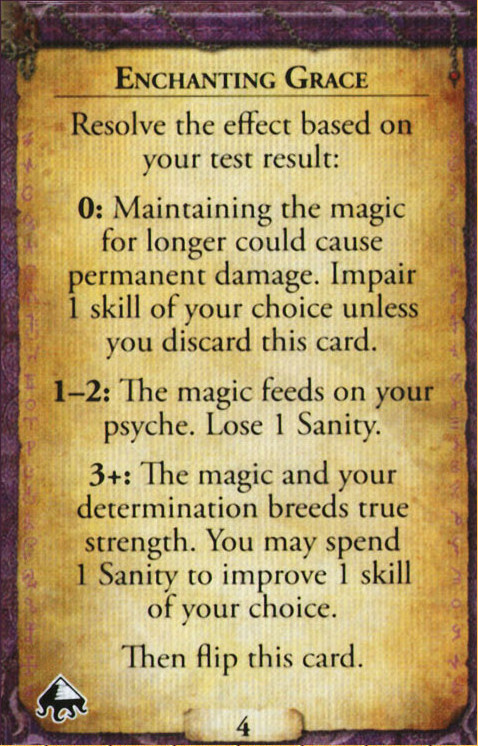 Enchanting Grace
Resolve the effect based on
your test result:
0: Maintaining the magic
for longer could cause
permanent damage. Impair
1 skill of your choice unless
you discard this card.
1–2: The magic feeds on your
psyche. Lose 1 Sanity.
3+: The magic and your
determination breeds true
strength. You may spend
1 Sanity to improve 1 skill
of your choice.
Then flip this card.
4